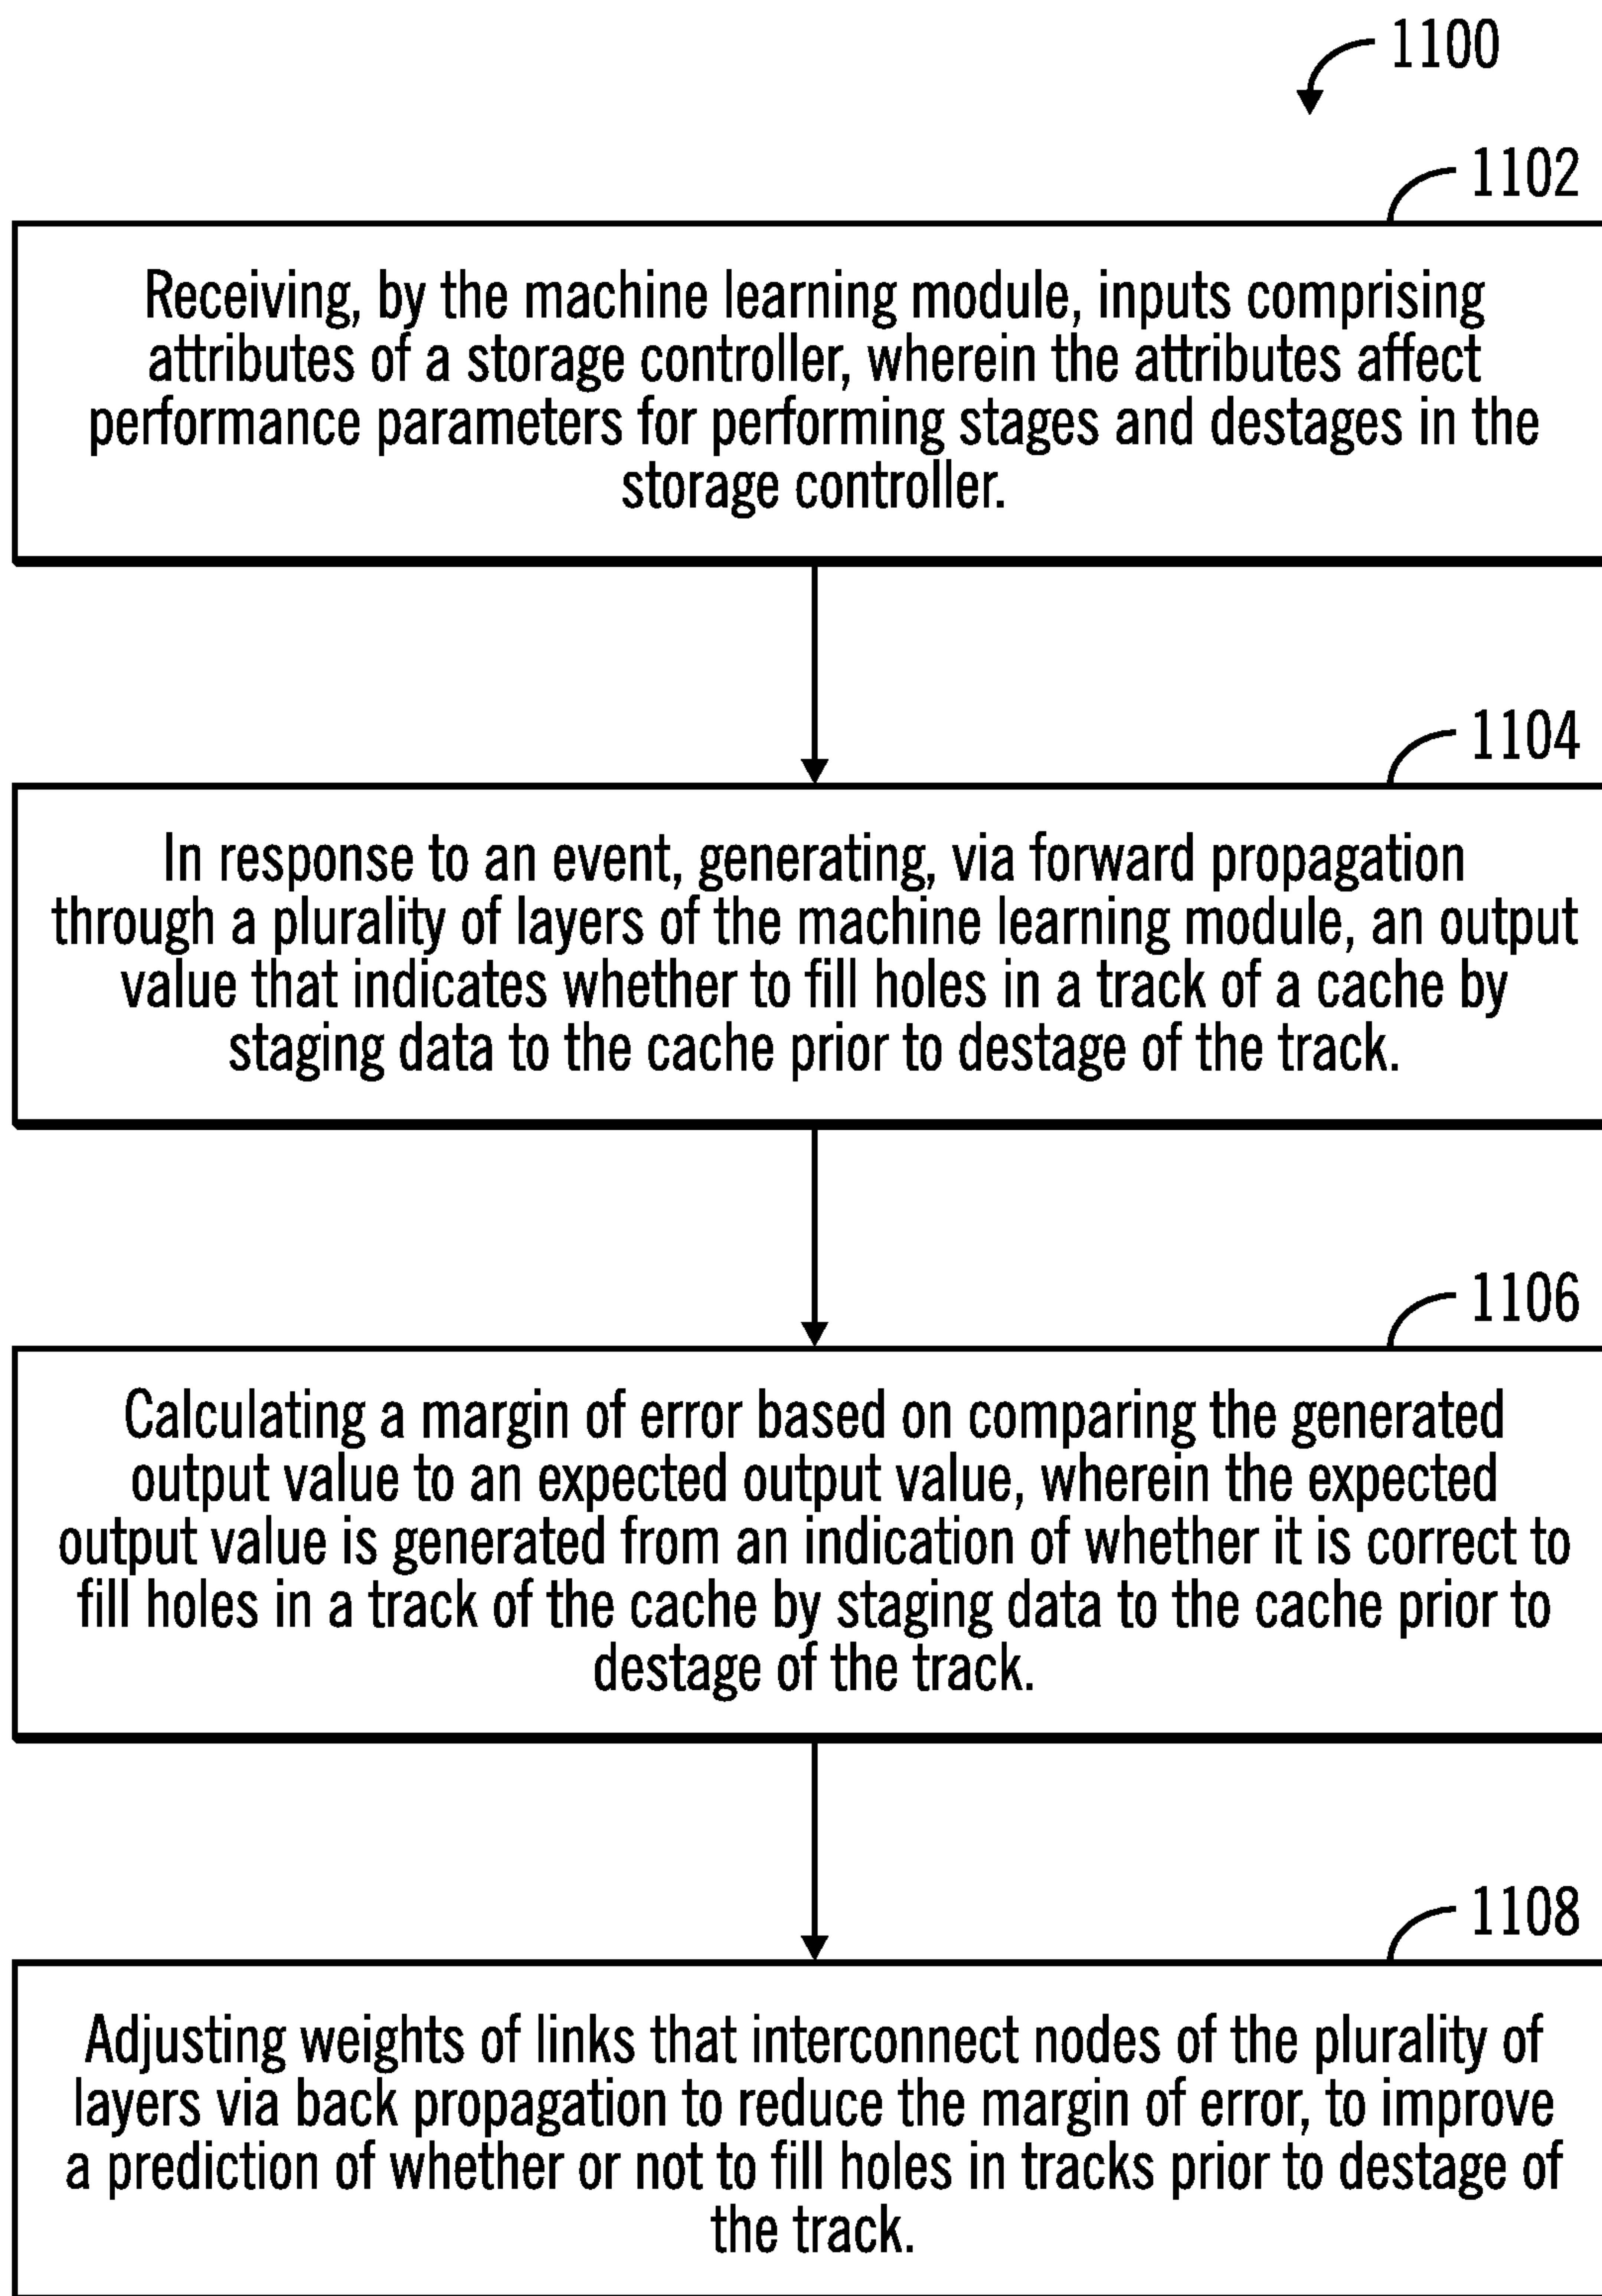 1100
1102
Receiving, by the machine learning module, inputs comprising
attributes of a storage controller, wherein the attributes affect
performance parameters for performing stages and destages in the
storage controller.
1104
In response to an event, generating, via forward propagation
through a plurality of layers of the machine learning module, an output
value that indicates whether to fill holes in a track of a cache by
staging data to the cache prior to destage of the track.
1106
Calculating a margin of error based on comparing the generated
output value to an expected output value, wherein the expected
output value is generated from an indication of whether it is correct to
fill holes in a track of the cache by staging data to the cache prior to
destage of the track.
1108
Adjusting weights of links that interconnect nodes of the plurality of
layers via back propagation to reduce the margin of error, to improve
a prediction of whether or not to fill holes in tracks prior to destage of
the track.